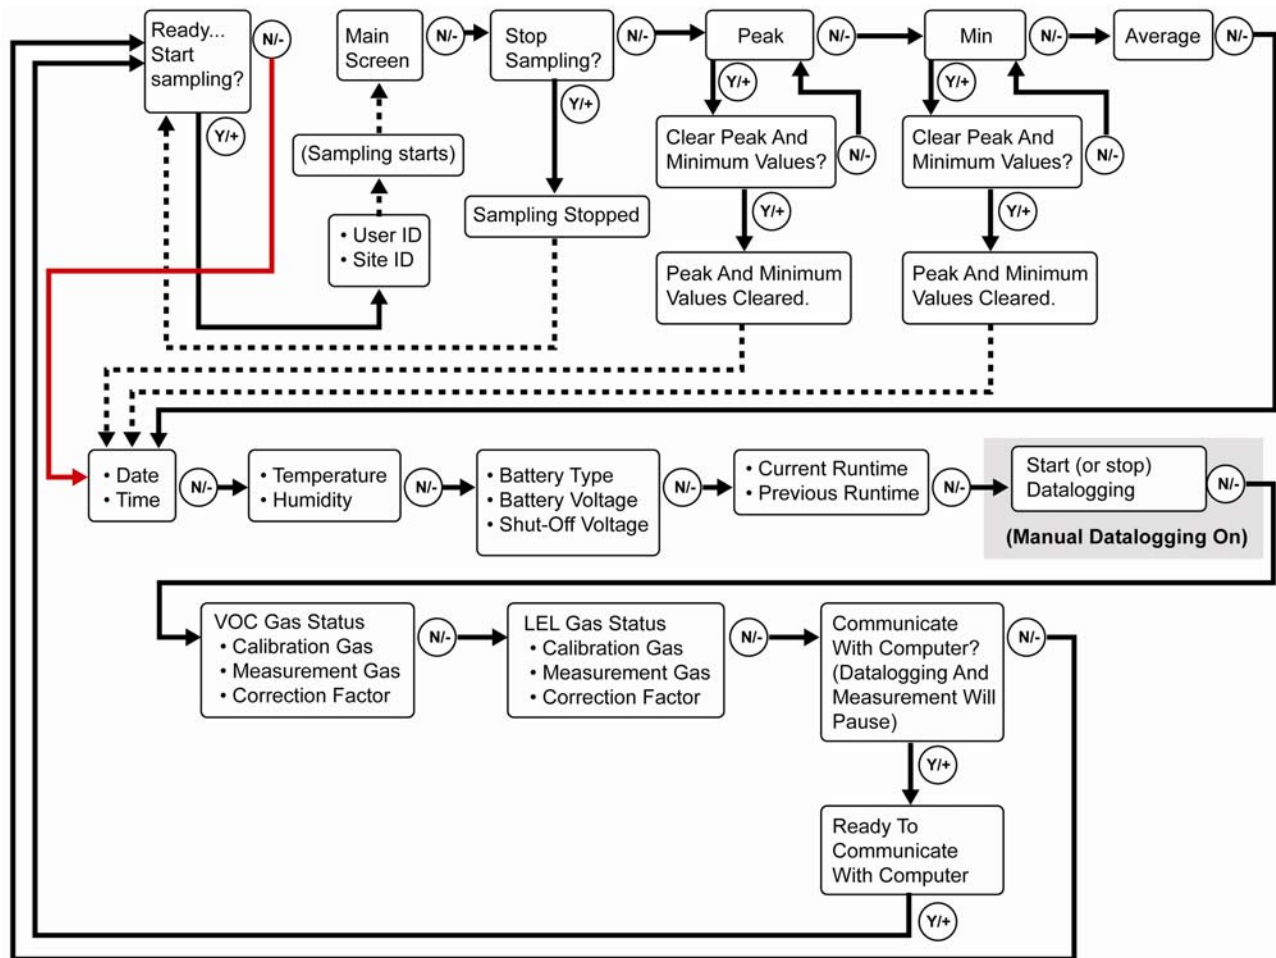 Ready...
Start
sampling?
N/-
Y/+
Main
Screen
N/-
Stop
Sampling?
N/-
Y/+
Peak
N/-
Y/+
Min
N/-
Y/+
Average
N/-
(Sampling starts)
• User ID
• Site ID
Sampling Stopped
Clear Peak And
Minimum Values?
N/-
Y/+
Peak And Minimum
Values Cleared.
Clear Peak And
Minimum Values?
N/-
Y/+
Peak And Minimum
Values Cleared.
• Date
• Time
N/-
• Temperature
• Humidity
N/-
• Battery Type
• Battery Voltage
• Shut-Off Voltage
N/-
• Current Runtime
• Previous Runtime
N/-
Start (or stop)
Datalogging
N/-
(Manual Datalogging On)
VOC Gas Status
• Calibration Gas
• Measurement Gas
• Correction Factor
N/-
LEL Gas Status
• Calibration Gas
• Measurement Gas
• Correction Factor
N/-
Communicate
With Computer?
(Datalogging And
Measurement Will
Pause)
N/-
Y/+
Ready To
Communicate
With Computer
Y/+